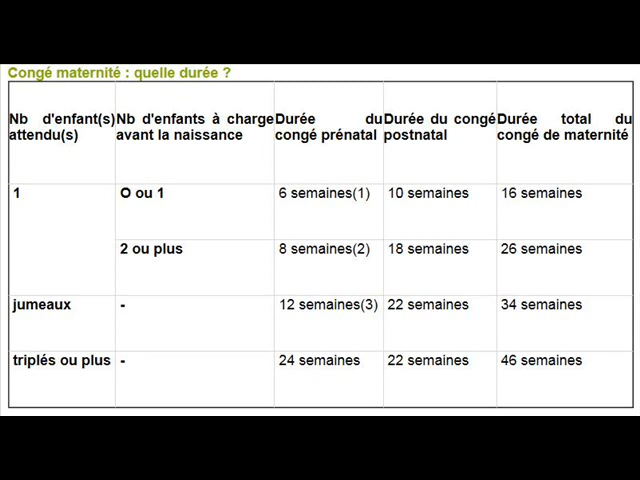 Congé maternité : quelle durée ?
Nb d'enfant(s) attendu(s)
Nb d'enfants à charge avant la naissance
Durée du congé prénatal
Durée du congé postnatal
Durée total du congé de maternité
1 O ou 1 6 semaines(1) 10 semaines 16 semaines
2 ou plus 8 semaines(2) 18 semaines 26 semaines
jumeaux - 12 semaines(3) 22 semaines 34 semaines
triplés ou plus - 24 semaines 22 semaines 46 semaines